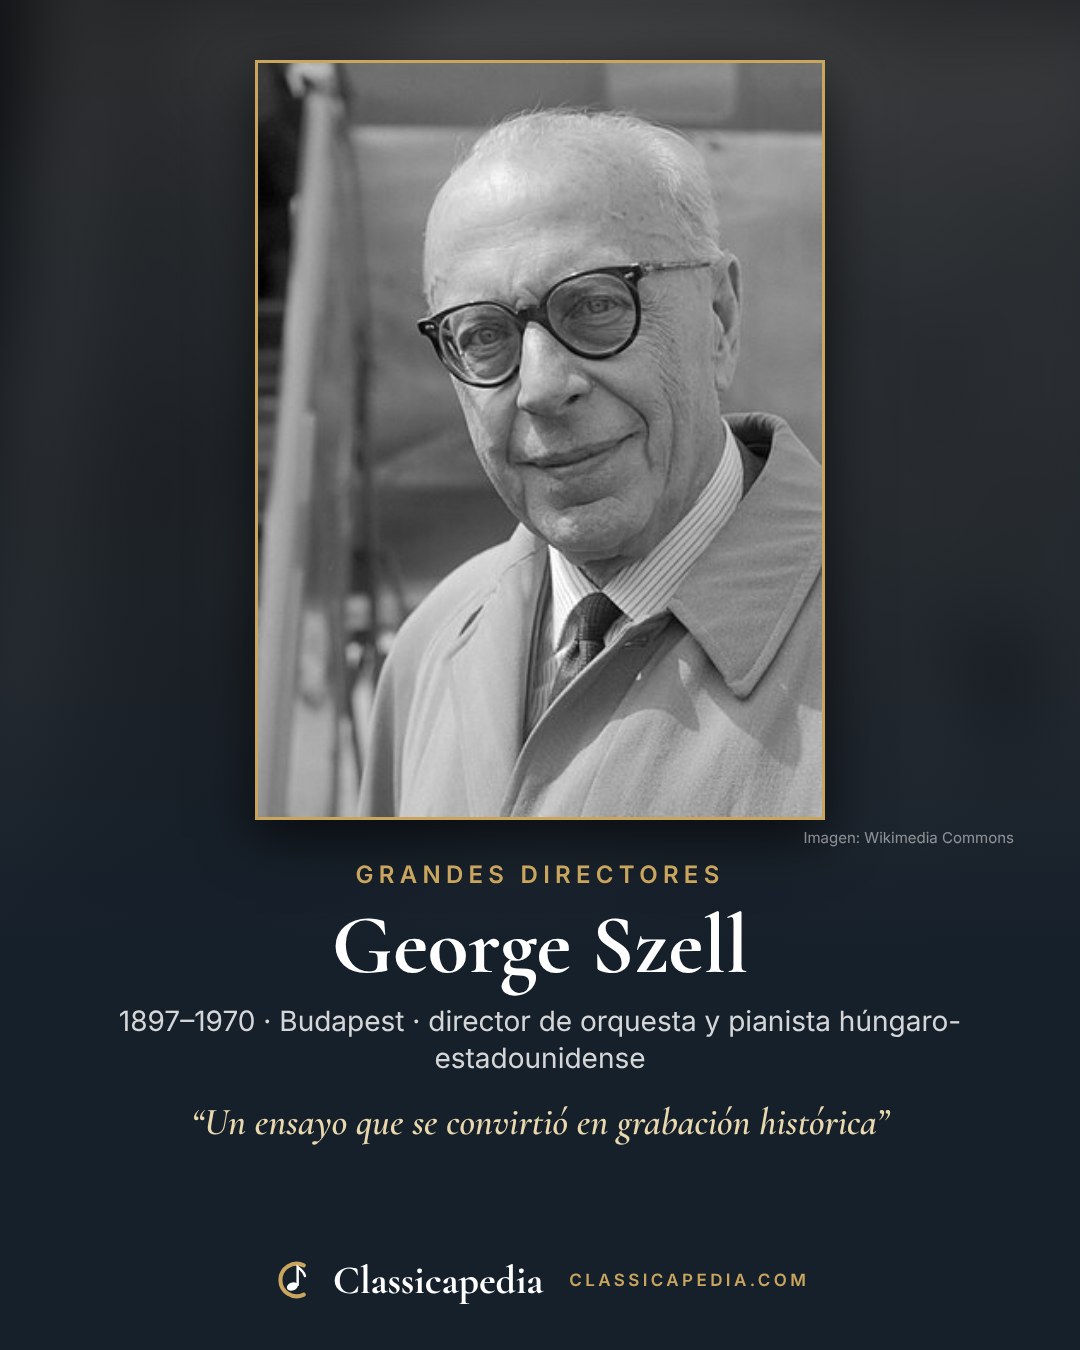 Imagen: Wikimedia Commons
GRANDES DIRECTORES
George Szell
1897–1970 · Budapest · director de orquesta y pianista húngaro-
estadounidense
“Un ensayo que se convirtió en grabación histórica”
Classicapedia CLASSICAPEDIA.COM